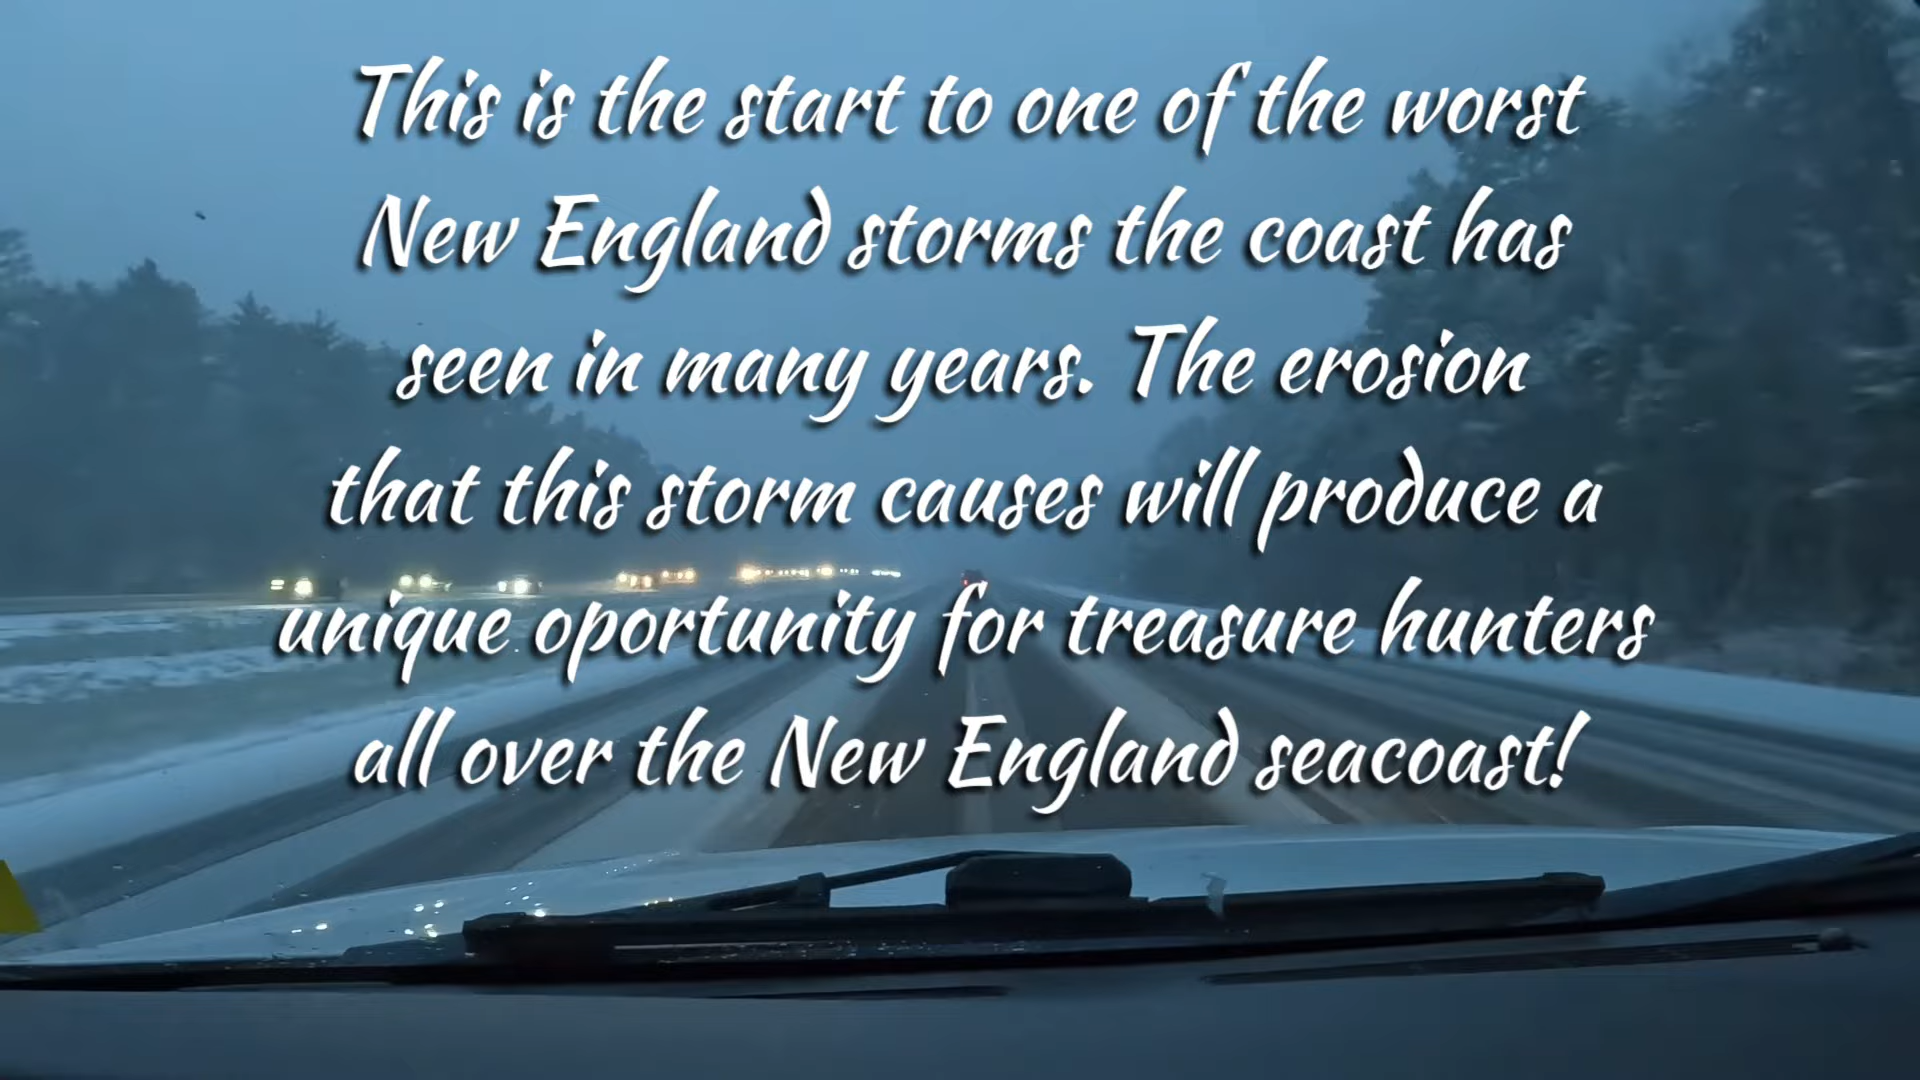 This is the start to one of the worst
New England storms the coast has
seen in many years. The erosion
that this storm causes will produce a
unique oportunity for treasure hunters
all over the New England seacoast!